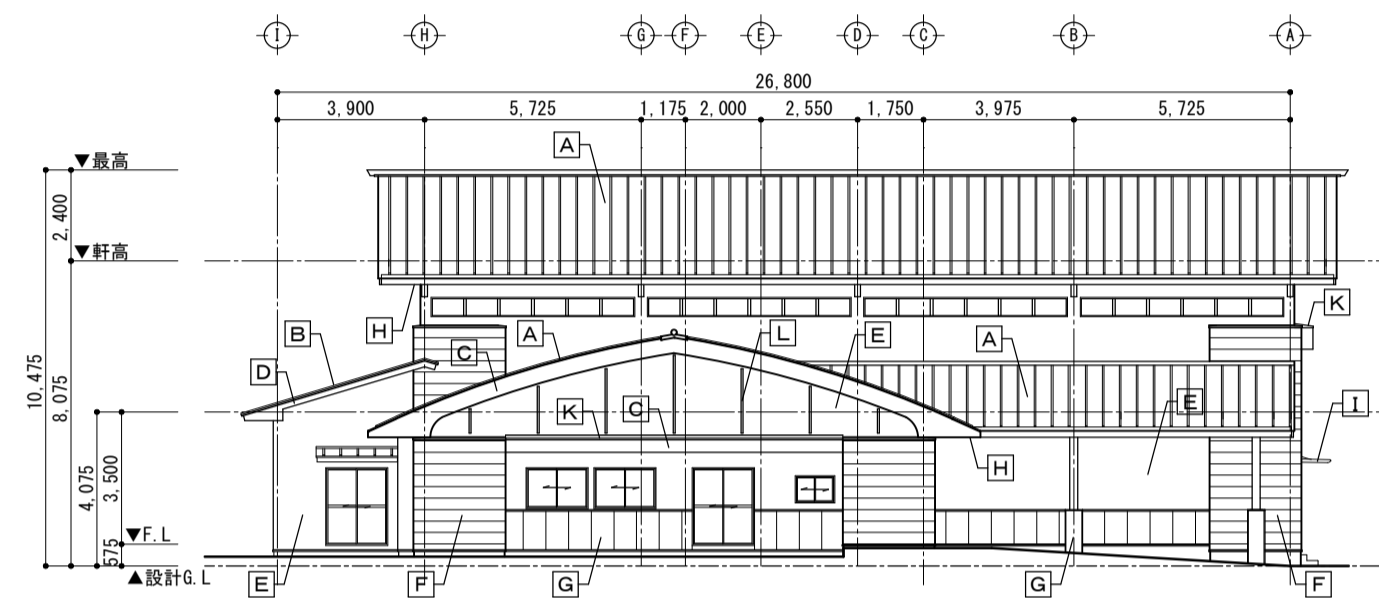 I H G F E D C B A
26,800
3,900 5,725 1,175 2,000 2,550 1,750 3,975 5,725
A
▼最高
2,400
▼軒高
10,475
8,075
H
B
A
L
E
K
C
A
D
K
C
E
I
H
4,075
3,500
▼F.L
575
▲設計G.L
E
F
G
G
F